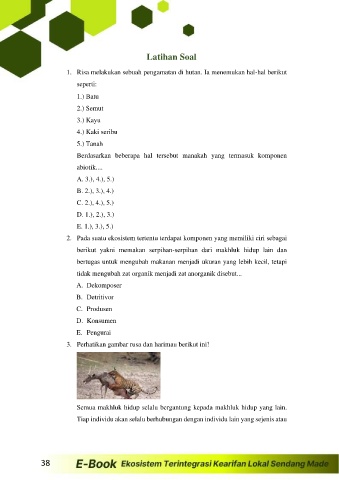 Latihan Soal
1. Risa melakukan sebuah pengamatan di hutan. Ia menemukan hal-hal berikut
seperti:
1.) Batu
2.) Semut
3.) Kayu
4.) Kaki seribu
5.) Tanah
Berdasarkan beberapa hal tersebut manakah yang termasuk komponen
abiotik....
A. 3.), 4.), 5.)
B. 2.), 3.), 4.)
C. 2.), 4.), 5.)
D. 1.), 2.), 3.)
E. 1.), 3.), 5.)
2. Pada suatu ekosistem tertentu terdapat komponen yang memiliki ciri sebagai
berikut yakni memakan serpihan-serpihan dari makhluk hidup lain dan
bertugas untuk mengubah makanan menjadi ukuran yang lebih kecil, tetapi
tidak mengubah zat organik menjadi zat anorganik disebut...
A. Dekomposer
B. Detritivor
C. Produsen
D. Konsumen
E. Pengurai
3. Perhatikan gambar rusa dan harimau berikut ini!
Semua makhluk hidup selalu bergantung kepada makhluk hidup yang lain.
Tiap individu akan selalu berhubungan dengan individu lain yang sejenis atau
38 E-Book Ekosistem Terintegrasi Kearifan Lokal Sendang Made